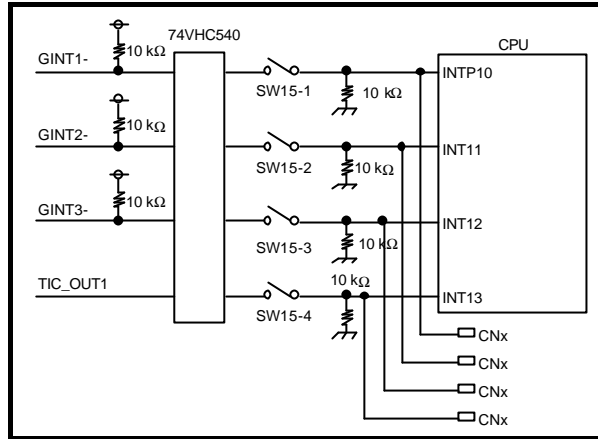 74VHC540
CPU
GINT1-
10 kΩ
SW15-1
10 kΩ
INTP10
GINT2-
10 kΩ
SW15-2
10 kΩ
INT11
GINT3-
10 kΩ
SW15-3
10 kΩ
INT12
TIC_OUT1
SW15-4
10 kΩ
INT13
CNx
CNx
CNx
CNx